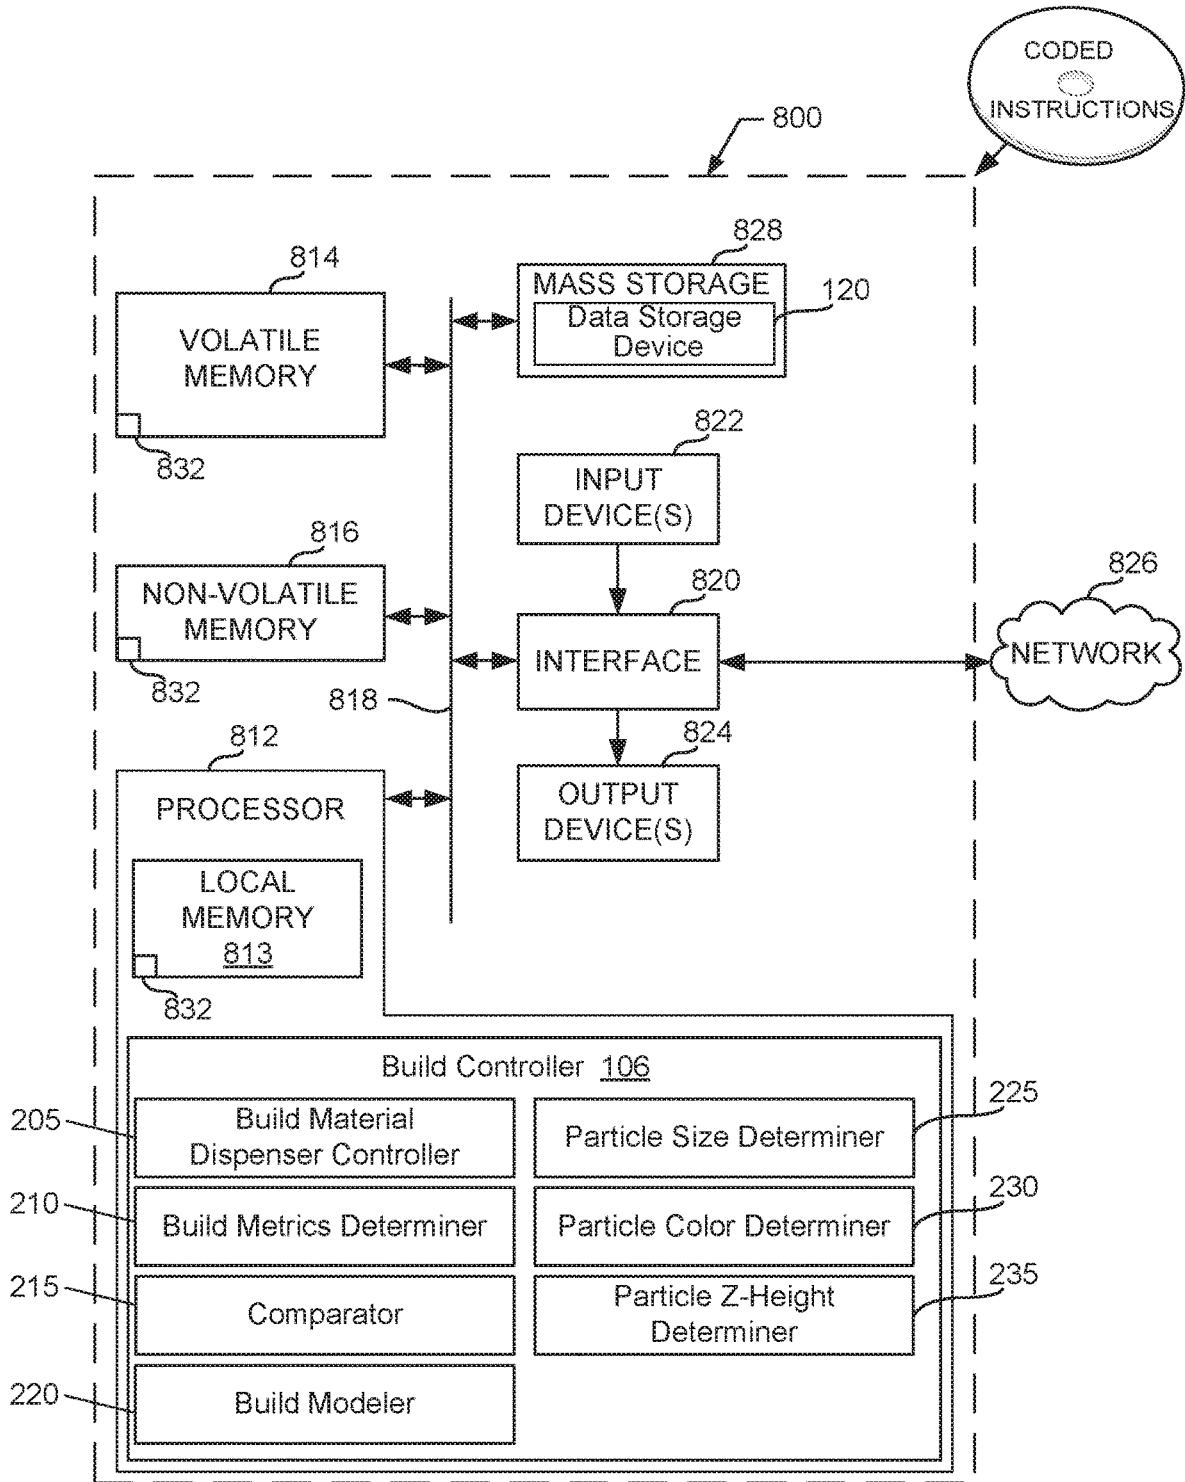 CODED
INSTRUCTIONS
800
814
VOLATILE
MEMORY
832
828
MASS STORAGE
120
Data Storage
Device
822
INPUT
DEVICE(S)
816
NON-VOLATILE
MEMORY
832
820
INTERFACE
826
NETWORK
818
824
OUTPUT
DEVICE(S)
812
PROCESSOR
LOCAL
MEMORY
813
832
Build Controller 106
205
Build Material
Dispenser Controller
225
Particle Size Determiner
210
Build Metrics Determiner
230
Particle Color Determiner
215
Comparator
235
Particle Z-Height
Determiner
220
Build Modeler